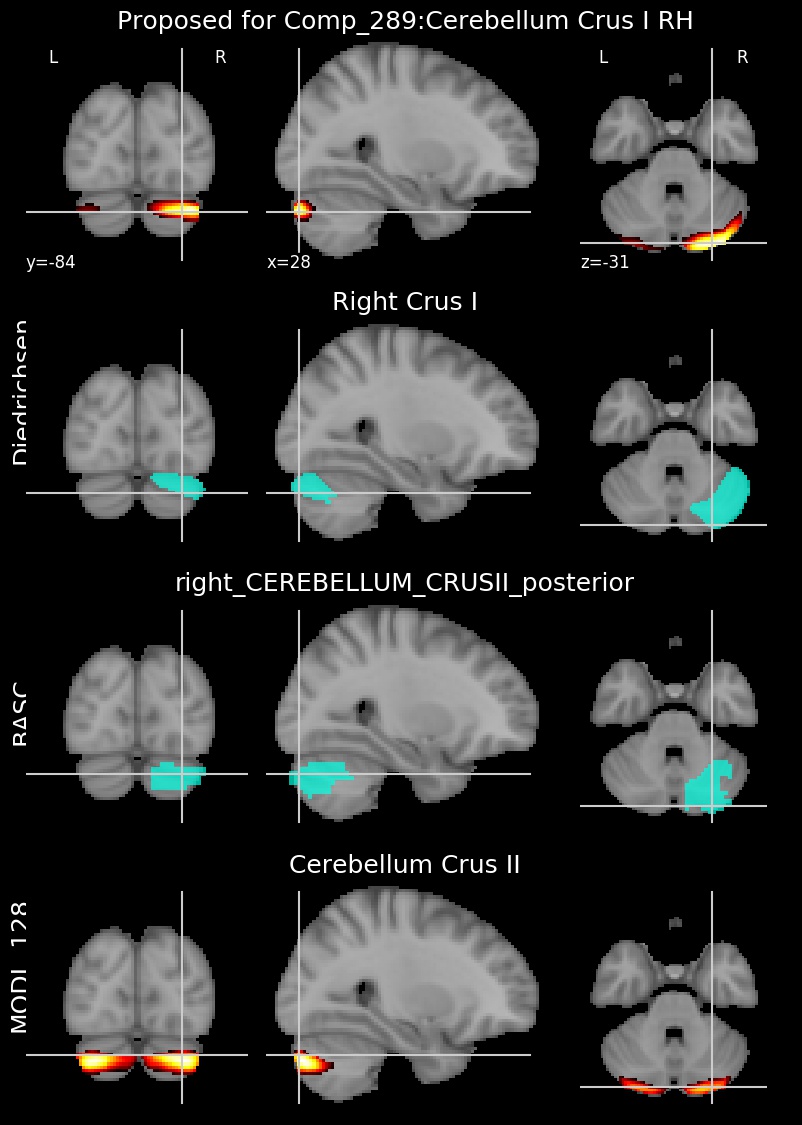 Proposed for Comp_289:Cerebellum Crus I RH
L R L R
y=-84 x=28 z=-31
Right Crus I
Diedrichsen
right_CEREBELLUM_CRUSII_posterior
BASC
Cerebellum Crus II
MODL_128